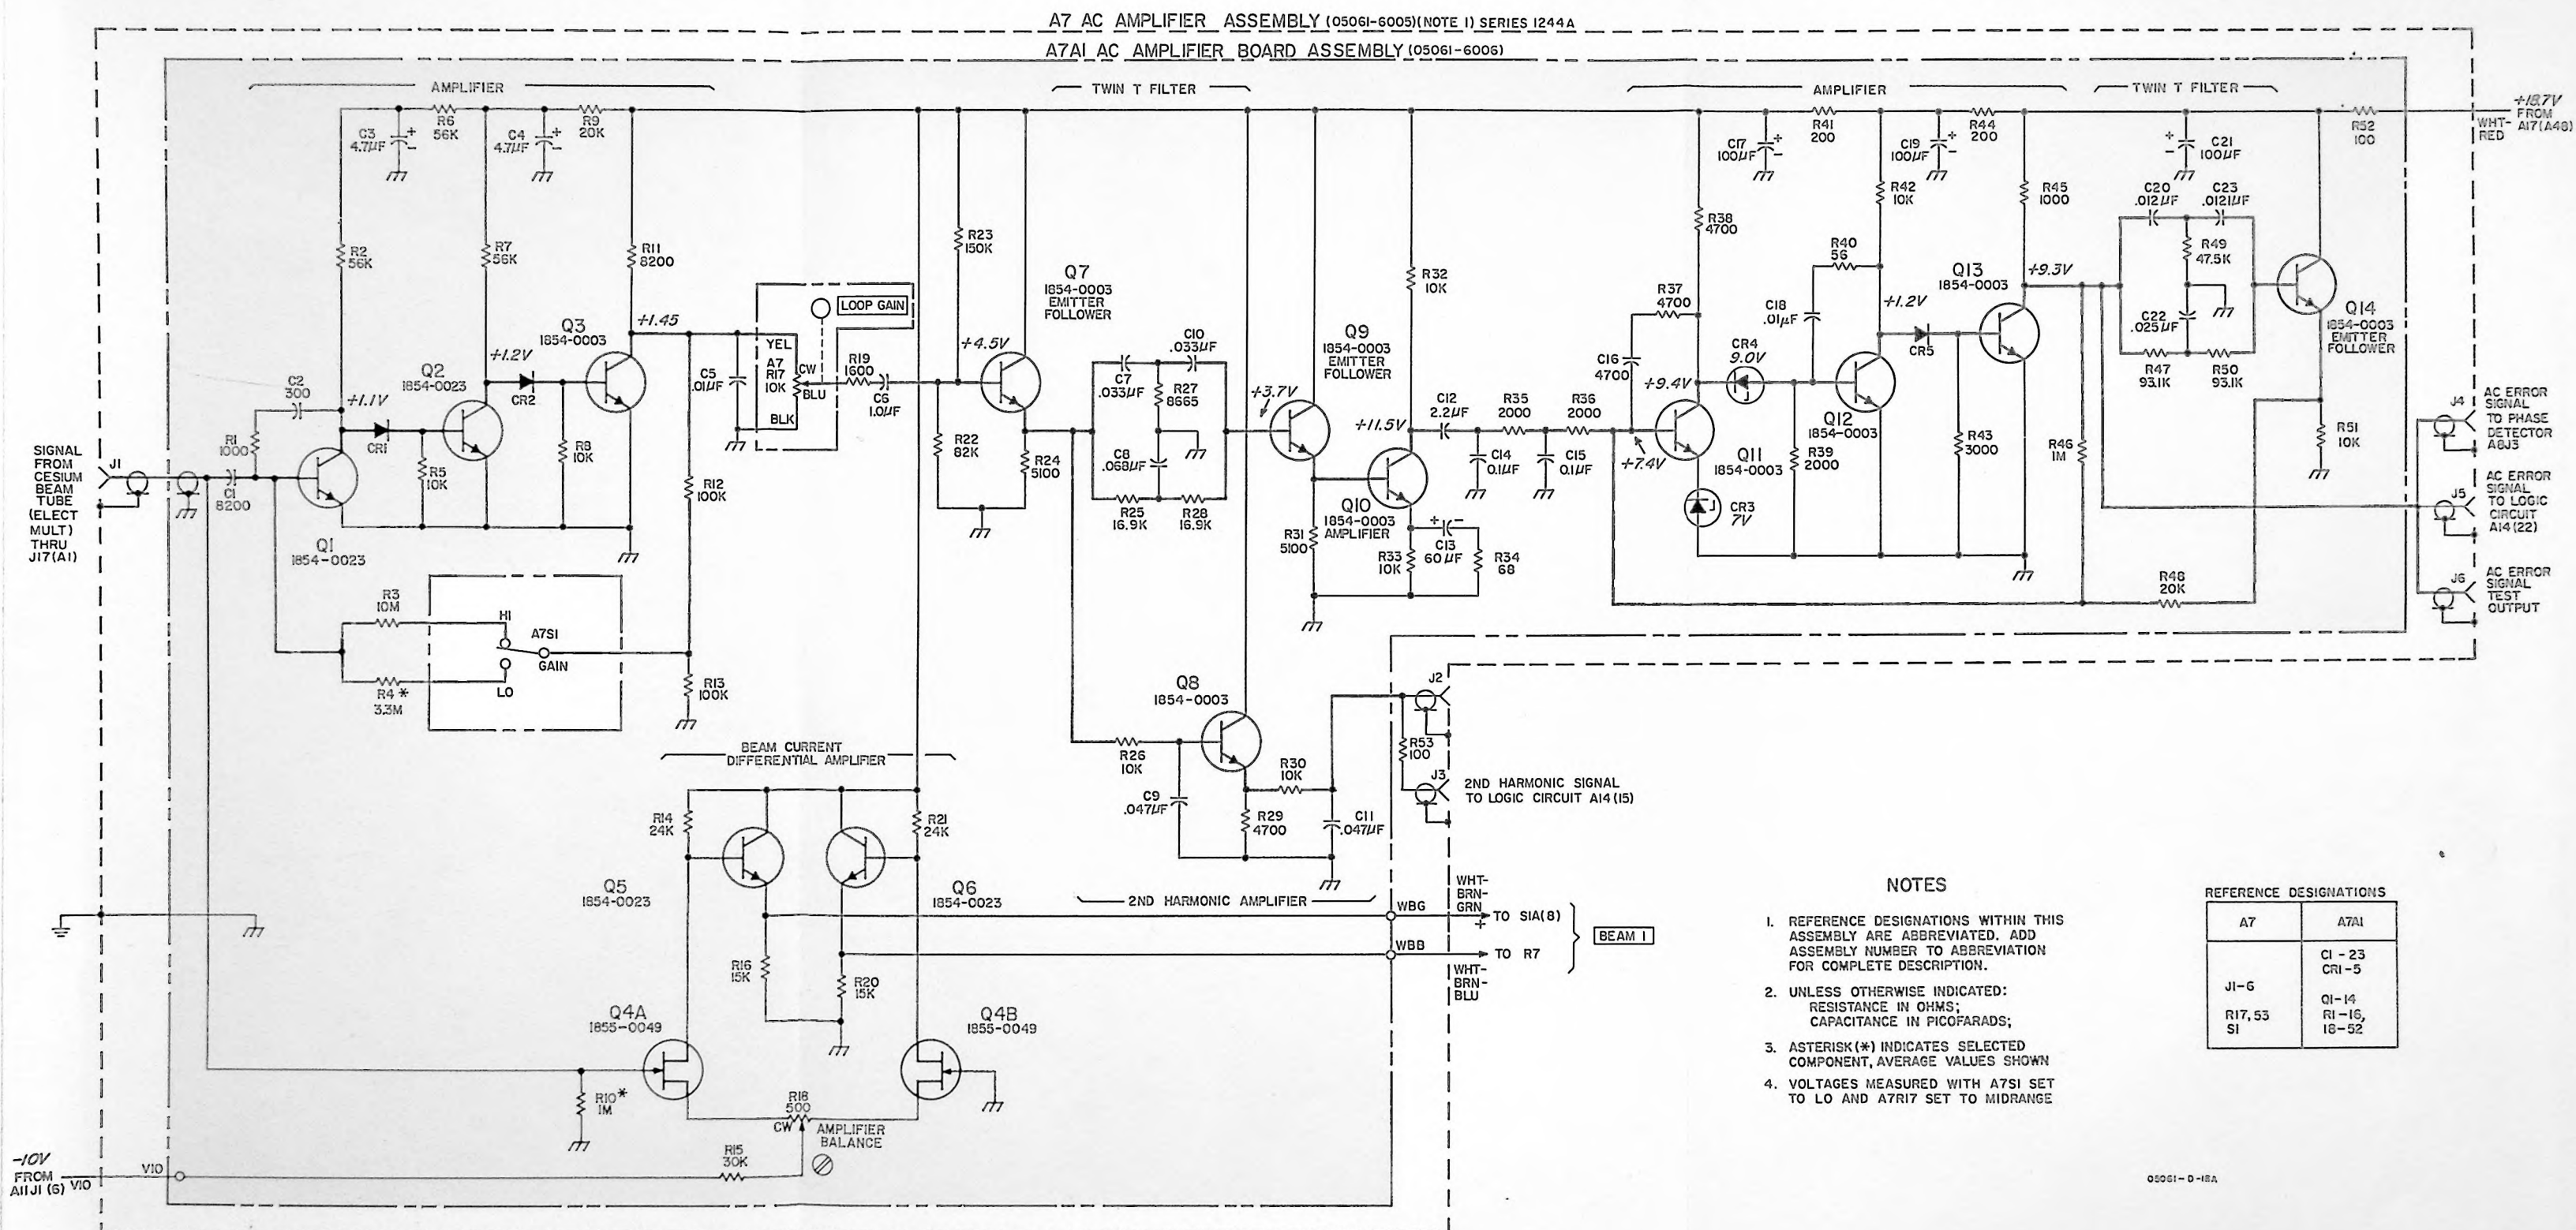 A7 AC AMPLIFIER ASSEMBLY (05061-6005)(NOTE 1) SERIES 1244A
A7A1 AC AMPLIFIER BOARD ASSEMBLY (05061-6006)
AMPLIFIER
TWIN T FILTER
AMPLIFIER
TWIN T FILTER
+18.7V
FROM
A17(A4B)
WHT-
RED
R52
100
C3
4.7µF
+
-
R6
56K
C4
4.7µF
+
-
R9
20K
C17
100µF
+
-
R41
200
C19
100µF
+
-
R44
200
+
-
C21
100µF
R2
56K
R7
56K
R11
8200
R23
150K
R32
10K
R38
4700
R42
10K
R45
1000
C20
.012µF
C23
.0121µF
R49
47.5K
C22
.025µF
R47
93.1K
R50
93.1K
Q14
1854-0003
EMITTER
FOLLOWER
Q7
1854-0003
EMITTER
FOLLOWER
LOOP GAIN
YEL
A7
R17
10K
CW
BLU
BLK
R19
1600
C6
1.0µF
C5
.01µF
+1.45
Q3
1854-0003
+1.2V
CR2
Q2
1854-0023
+1.1V
CR1
C2
300
R1
1000
C1
8200
R5
10K
R8
10K
Q1
1854-0023
SIGNAL
FROM
CESIUM
BEAM
TUBE
(ELECT
MULT)
THRU
J17(A1)
J1
R12
100K
R13
100K
R3
10M
R4 *
3.3M
HI
A7S1
GAIN
LO
+4.5V
R22
82K
R24
5100
C7
.033µF
C10
.033µF
R27
8665
C8
.068µF
R25
16.9K
R28
16.9K
+3.7V
Q9
1854-0003
EMITTER
FOLLOWER
+11.5V
Q10
1854-0003
AMPLIFIER
R31
5100
R33
10K
+
-
C13
60µF
R34
68
C12
2.2µF
R35
2000
R36
2000
C14
0.1µF
C15
0.1µF
R37
4700
C16
4700
+9.4V
+7.4V
CR4
9.0V
Q11
1854-0003
CR3
7V
C18
.01µF
R40
56
+1.2V
Q12
1854-0003
R39
2000
CR5
Q13
1854-0003
+9.3V
R43
3000
R46
1M
R48
20K
R51
10K
J4
AC ERROR
SIGNAL
TO PHASE
DETECTOR
A8J3
J5
AC ERROR
SIGNAL
TO LOGIC
CIRCUIT
A14(22)
J6
AC ERROR
SIGNAL
TEST
OUTPUT
Q8
1854-0003
R26
10K
C9
.047µF
R29
4700
R30
10K
C11
.047µF
2ND HARMONIC AMPLIFIER
J2
R53
100
J3
2ND HARMONIC SIGNAL
TO LOGIC CIRCUIT A14(15)
BEAM CURRENT
DIFFERENTIAL AMPLIFIER
R14
24K
R21
24K
Q5
1854-0023
Q6
1854-0023
R16
15K
R20
15K
WBG
WHT-
BRN-
GRN
+
TO S1A(8)
WBB
TO R7
WHT-
BRN-
BLU
BEAM I
Q4A
1855-0049
Q4B
1855-0049
R10*
1M
R18
500
CW
AMPLIFIER
BALANCE
R15
30K
-10V
FROM
A11J1 (6)
V10
V10
NOTES
1. REFERENCE DESIGNATIONS WITHIN THIS
ASSEMBLY ARE ABBREVIATED. ADD
ASSEMBLY NUMBER TO ABBREVIATION
FOR COMPLETE DESCRIPTION.
2. UNLESS OTHERWISE INDICATED:
RESISTANCE IN OHMS;
CAPACITANCE IN PICOFARADS;
3. ASTERISK(*) INDICATES SELECTED
COMPONENT, AVERAGE VALUES SHOWN
4. VOLTAGES MEASURED WITH A7S1 SET
TO LO AND A7R17 SET TO MIDRANGE
REFERENCE DESIGNATIONS
A7
A7A1
J1-6
R17, 53
S1
C1 - 23
CR1-5
Q1-14
R1-16,
18-52
05061-D-18A